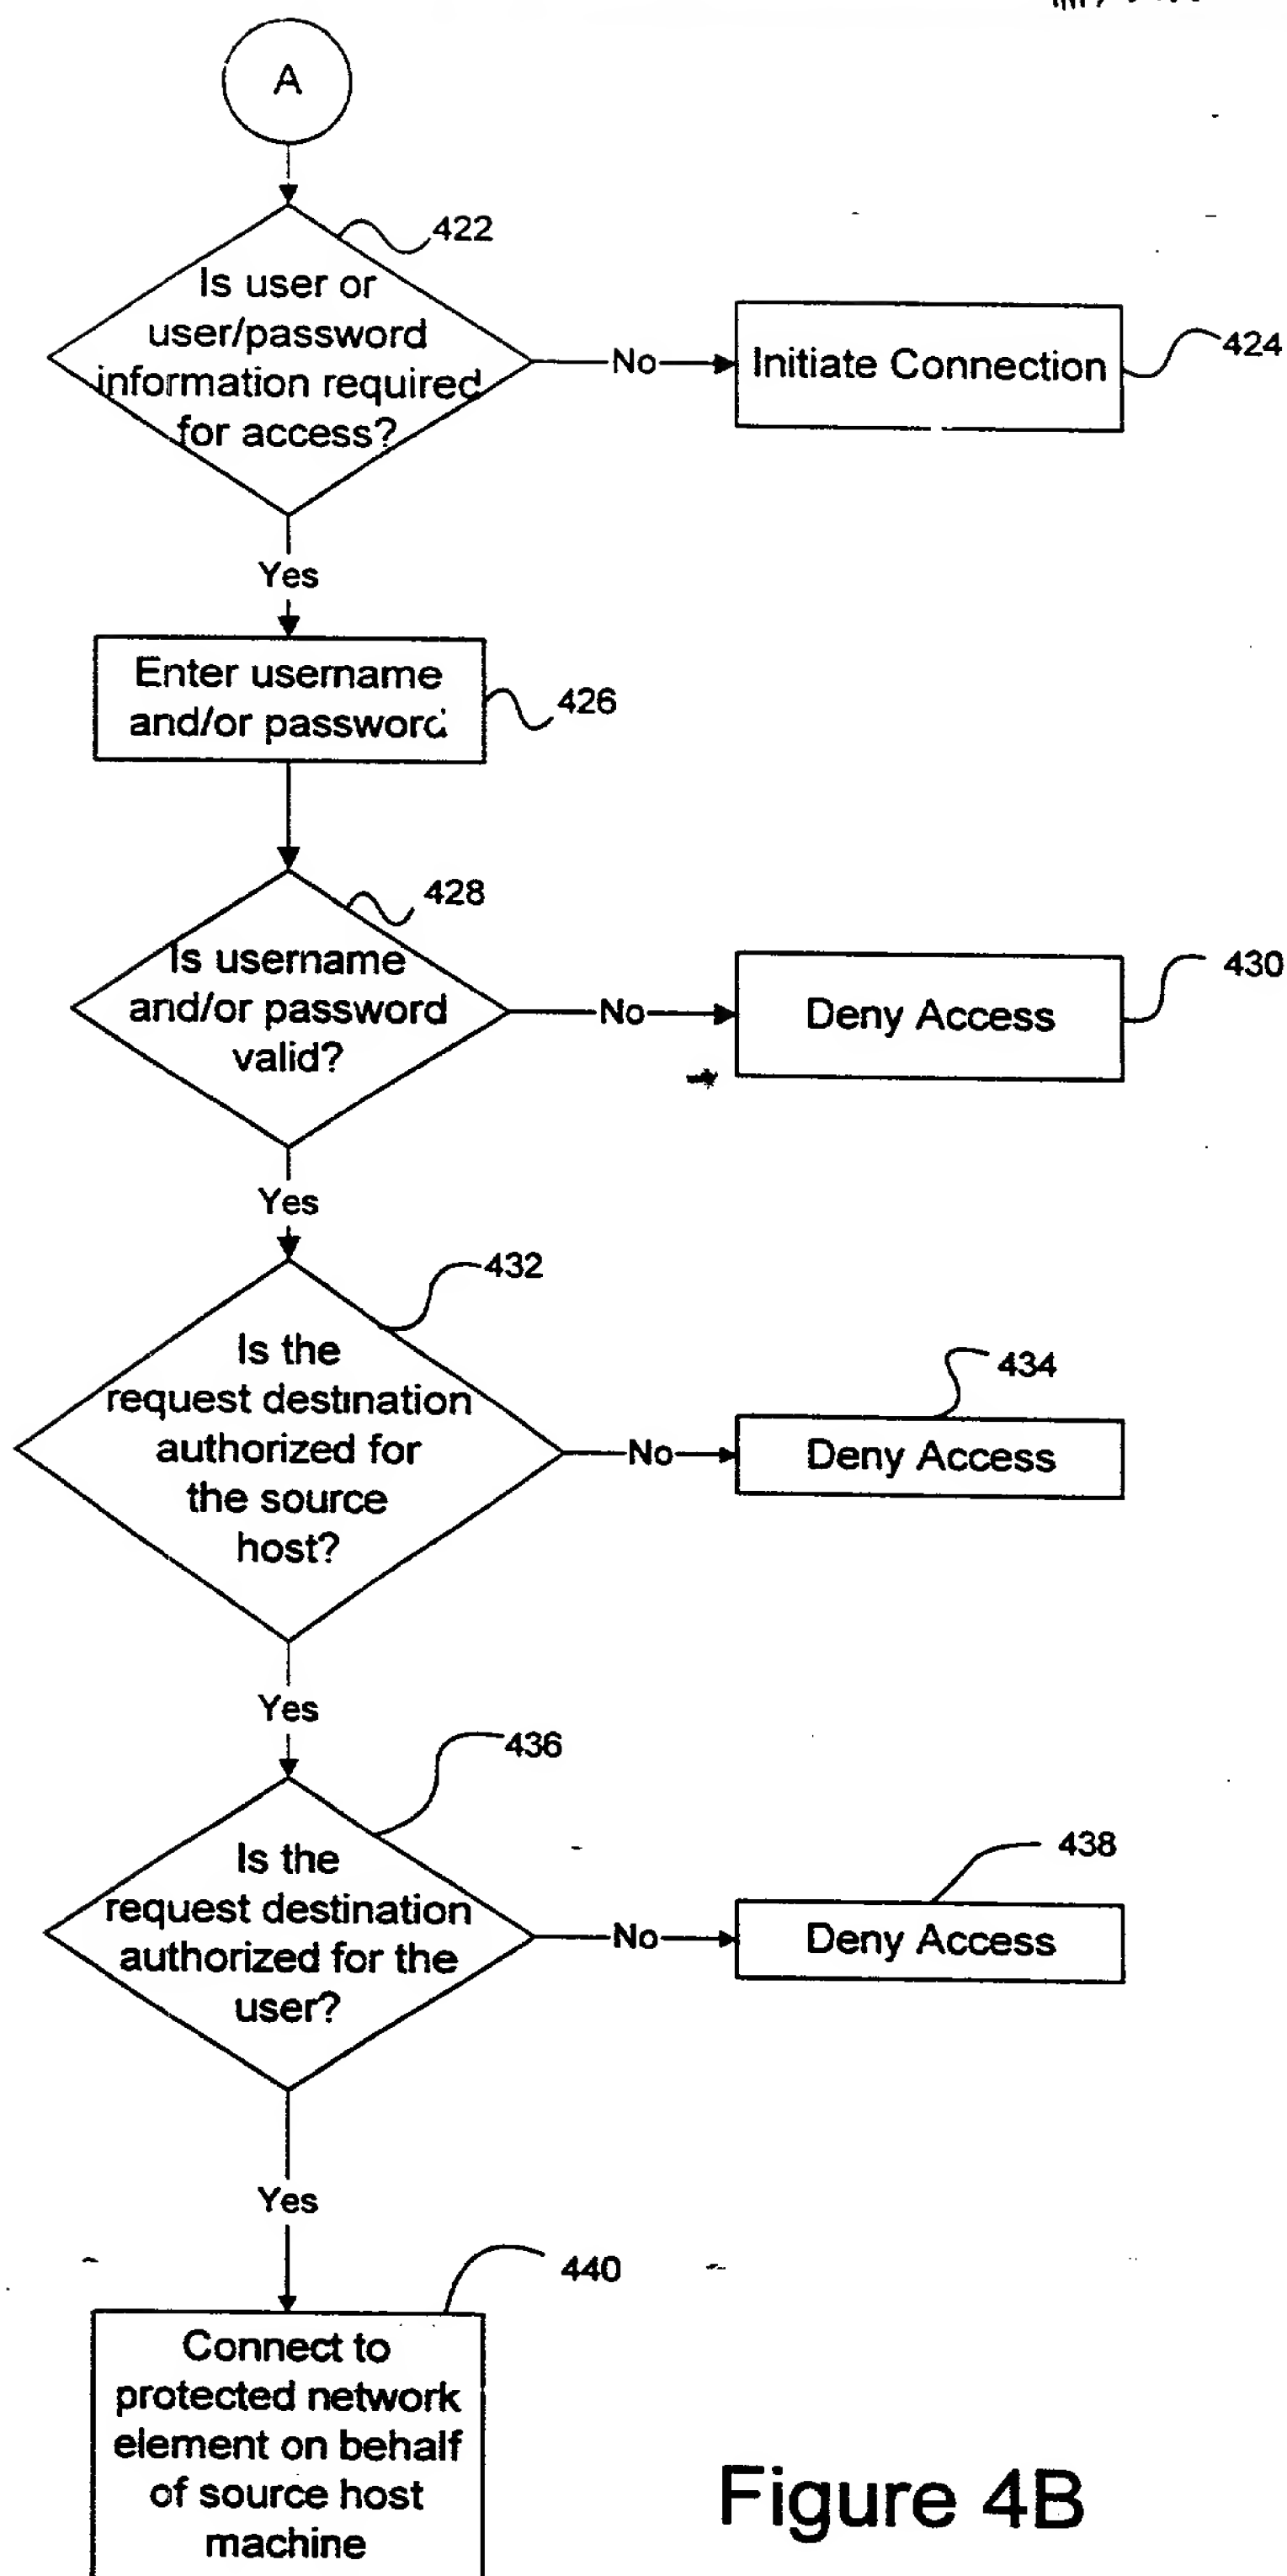 A
422
Is user or
user/password
information required
for access?
No
Initiate Connection
424
Yes
Enter username
and/or password
426
428
Is username
and/or password
valid?
No
Deny Access
430
Yes
432
Is the
request destination
authorized for
the source
host?
No
Deny Access
434
Yes
436
Is the
request destination
authorized for the
user?
No
Deny Access
438
Yes
440
Connect to
protected network
element on behalf
of source host
machine
Figure 4B